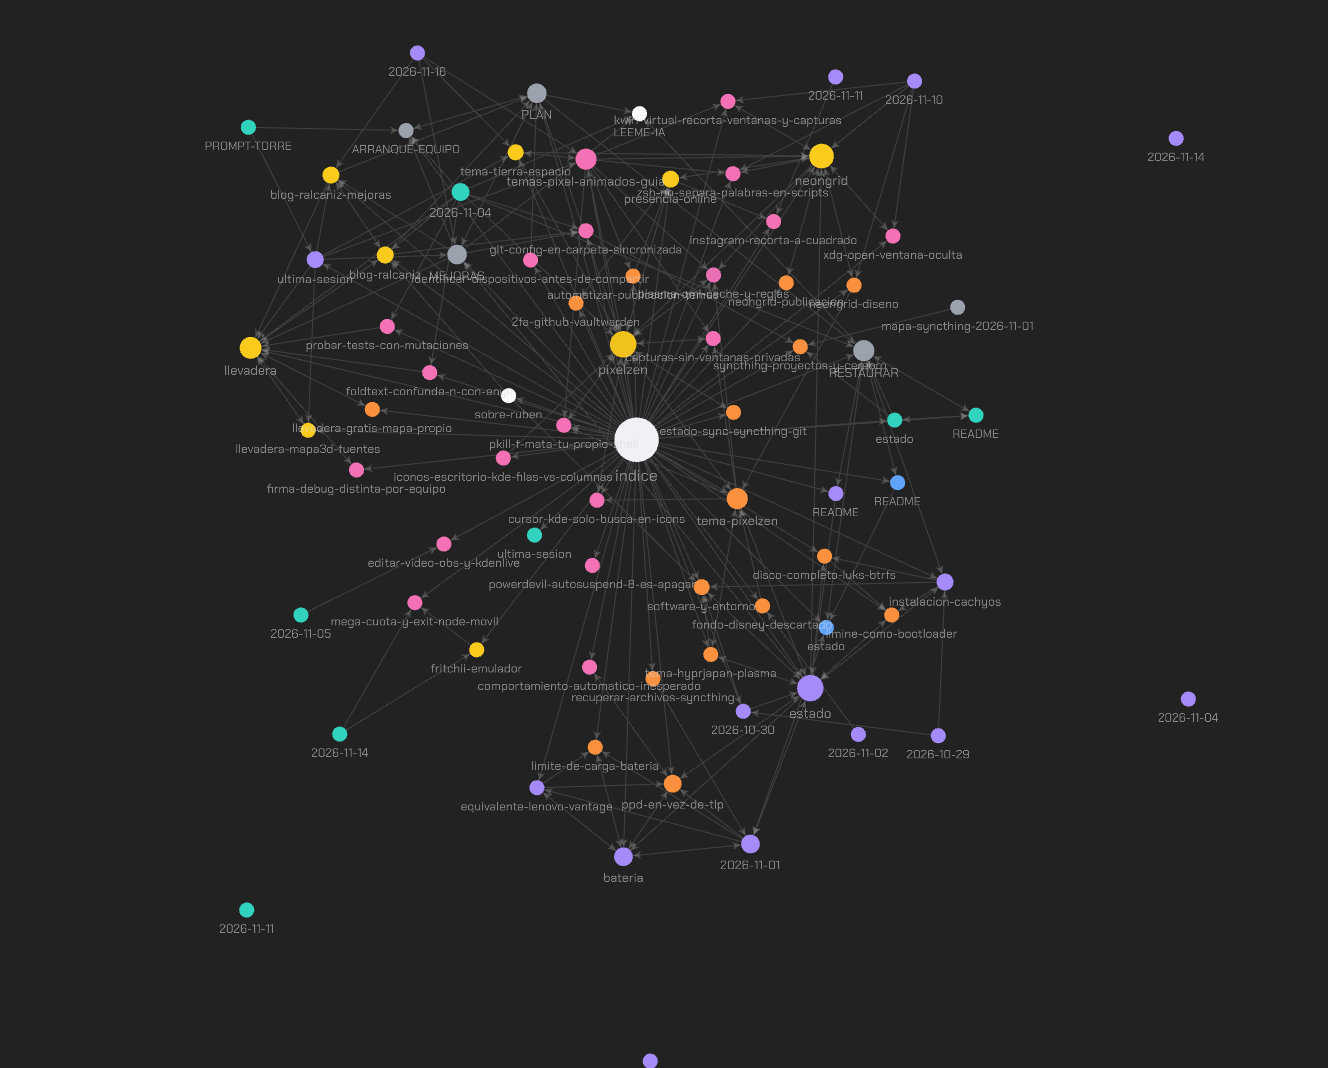 2026-11-16
PLAN
2026-11-11
2026-11-10
kwin-virtual-recorta-ventanas-y-capturas
LEEME-IA
PROMPT-TORRE
ARRANQUE-EQUIPO
2026-11-14
tema-tierra-espacio
temas-pixel-animados-guia
neongrid
blog-ralcaniz-mejoras
zsh-no-separa-palabras-en-scripts
presencia-online
2026-11-04
instagram-recorta-a-cuadrado
git-config-en-carpeta-sincronizada
xdg-open-ventana-oculta
ultima-sesion
blog-ralcaniz
MEJORAS
identificar-dispositivos-antes-de-compartir
automatizar-publicacion-temas
neongrid-publicacion
neongrid-diseno
2fa-github-vaultwarden
mapa-syncthing-2026-11-01
probar-tests-con-mutaciones
capturas-sin-ventanas-privadas
syncthing-proyectos-y-cerebro
llevadera
pixelzen
RESTAURAR
foldtext-confunde-n-con-ene
sobre-ruben
llevadera-gratis-mapa-propio
estado-sync-syncthing-git
estado
README
llevadera-mapa3d-fuentes
pkill-f-mata-tu-propio-shell
iconos-escritorio-kde-filas-vs-columnas
indice
firma-debug-distinta-por-equipo
README
README
cursor-kde-solo-busca-en-icons
tema-pixelzen
ultima-sesion
editar-video-obs-y-kdenlive
disco-completo-luks-btrfs
powerdevil-autosuspend-8-es-apagar
instalacion-cachyos
software-y-entorno
mega-cuota-y-exit-node-movil
fondo-disney-descartado
limine-como-bootloader
2026-11-05
estado
fritchii-emulador
tema-hyprjapan-plasma
comportamiento-automatico-inesperado
recuperar-archivos-syncthing
estado
2026-11-04
2026-10-30
2026-11-14
2026-11-02
2026-10-29
limite-de-carga-bateria
equivalente-lenovo-vantage
ppd-en-vez-de-tlp
2026-11-01
bateria
2026-11-11